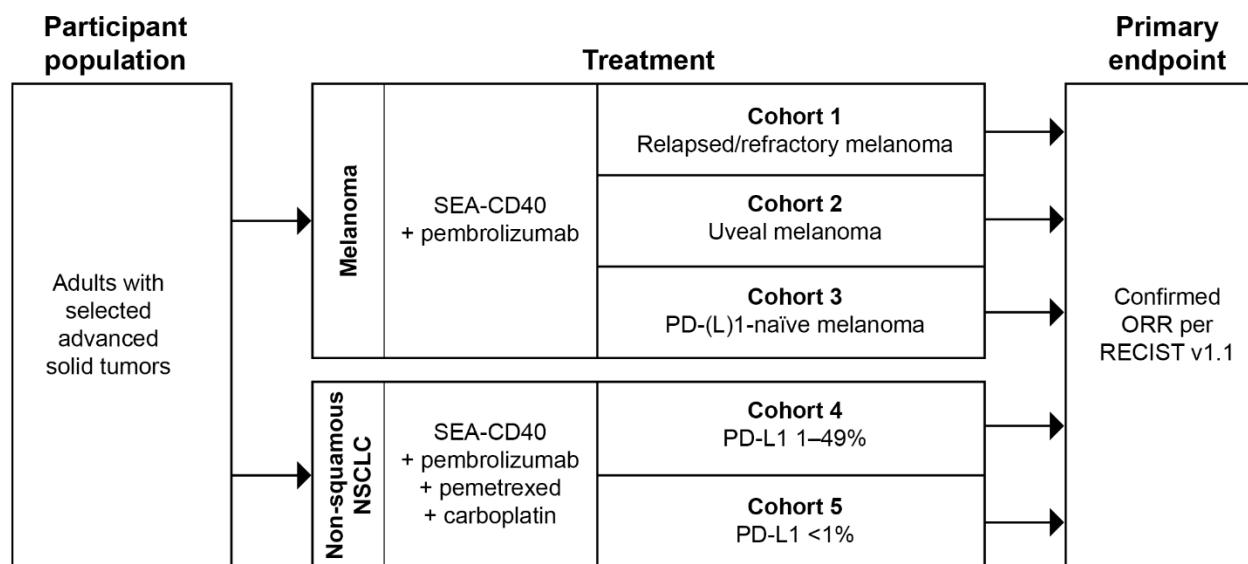 Participant
population
Treatment
Primary
endpoint
Adults with
selected
advanced
solid tumors
Melanoma
SEA-CD40
+ pembrolizumab
Cohort 1
Relapsed/refractory melanoma
Cohort 2
Uveal melanoma
Cohort 3
PD-(L)1-naïve melanoma
Non-squamous
NSCLC
SEA-CD40
+ pembrolizumab
+ pemetrexed
+ carboplatin
Cohort 4
PD-L1 1–49%
Cohort 5
PD-L1 <1%
Confirmed
ORR per
RECIST v1.1